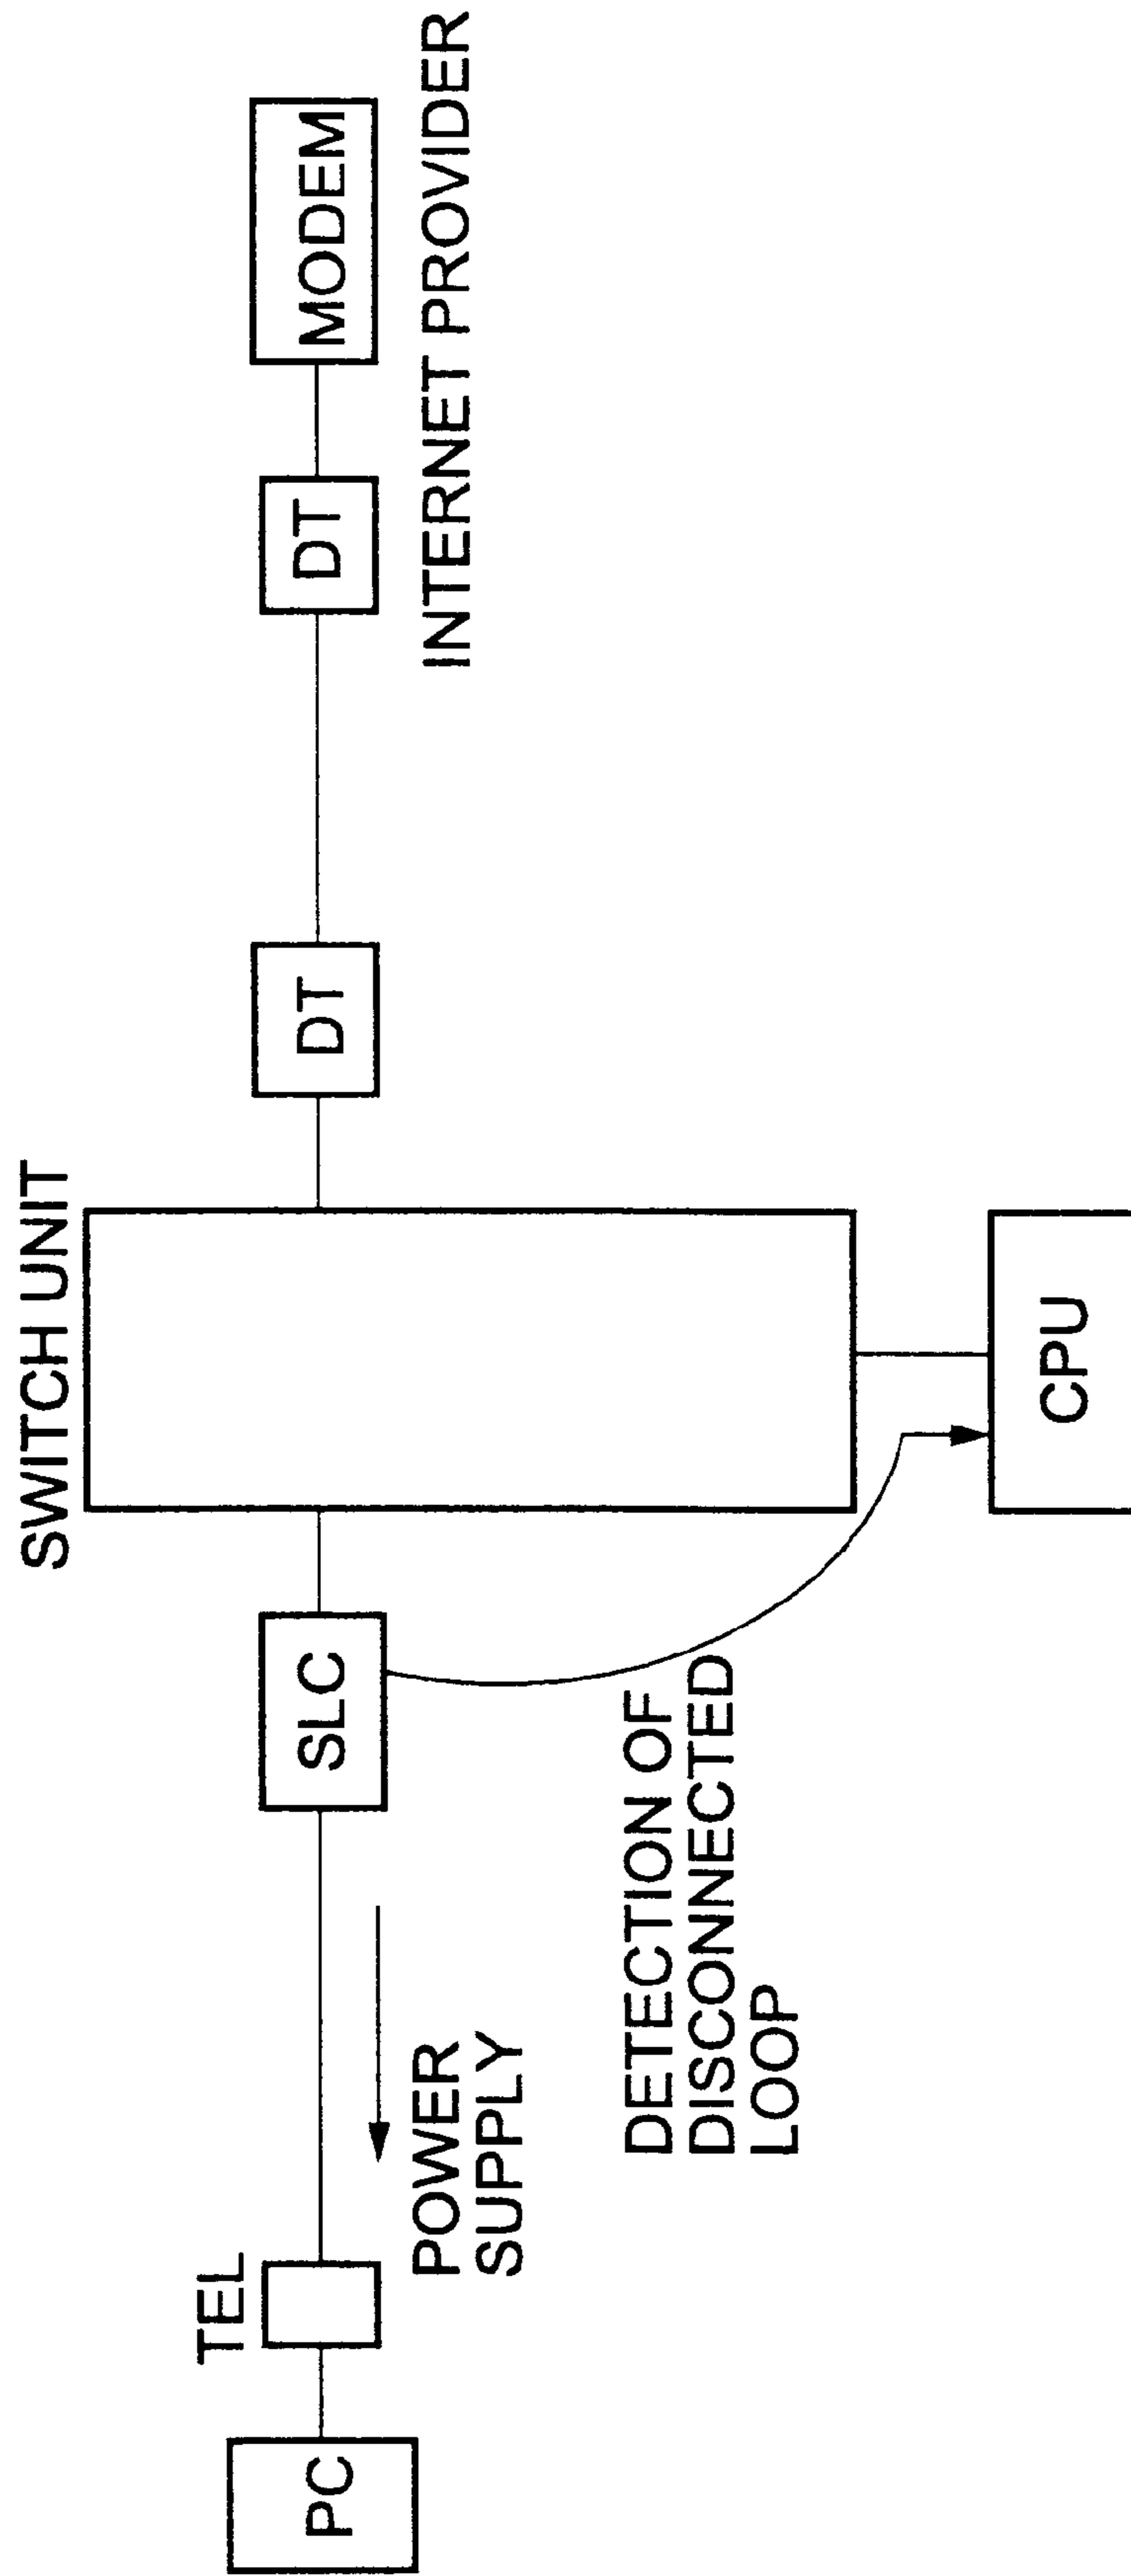 SWITCH UNIT
TEL
PC
SLC
DT
DT
MODEM
POWER
SUPPLY
INTERNET PROVIDER
DETECTION OF
DISCONNECTED
LOOP
CPU